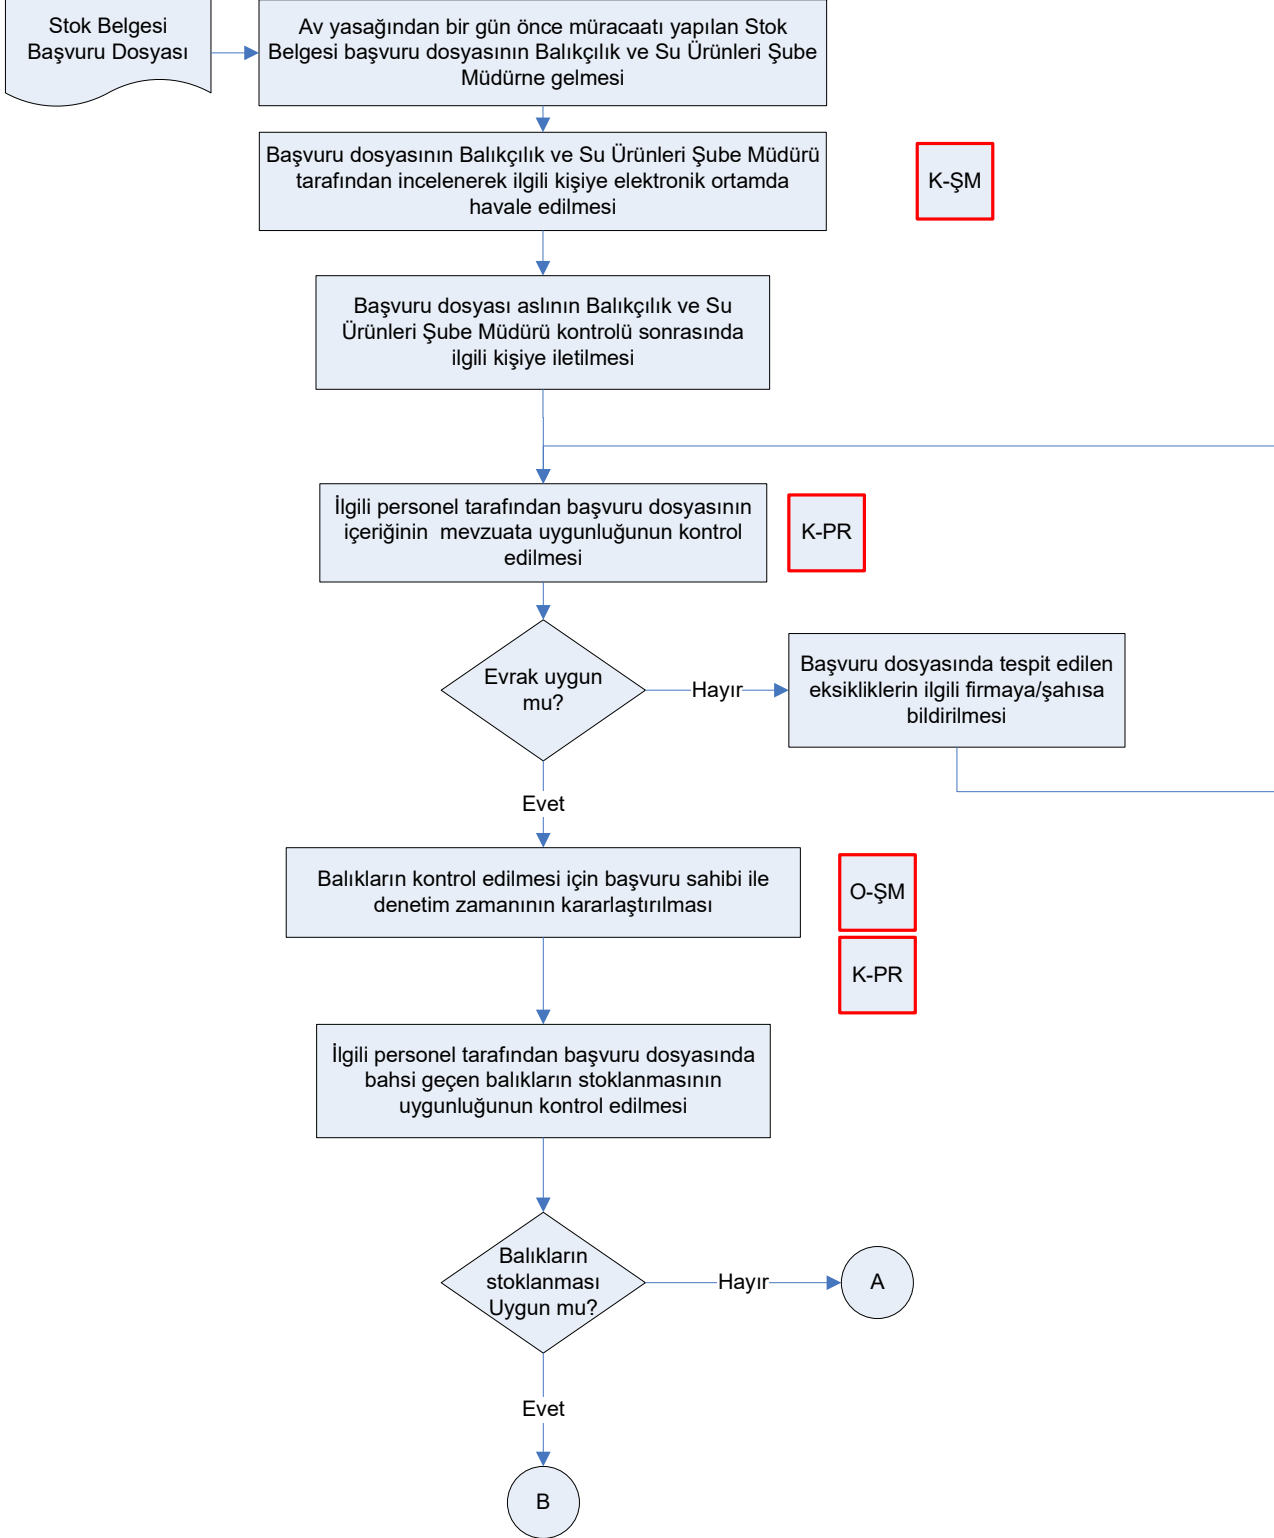 Stok Belgesi
Başvuru Dosyası
Av yasağından bir gün önce müracaatı yapılan Stok
Belgesi başvuru dosyasının Balıkçılık ve Su Ürünleri Şube
Müdürne gelmesi
Başvuru dosyasının Balıkçılık ve Su Ürünleri Şube Müdürü
tarafından incelenerek ilgili kişiye elektronik ortamda
havale edilmesi
K-ŞM
Başvuru dosyası aslının Balıkçılık ve Su
Ürünleri Şube Müdürü kontrolü sonrasında
ilgili kişiye iletilmesi
İlgili personel tarafından başvuru dosyasının
içeriğinin  mevzuata uygunluğunun kontrol
edilmesi
K-PR
Evrak uygun
mu?
Hayır
Başvuru dosyasında tespit edilen
eksikliklerin ilgili firmaya/şahısa
bildirilmesi
Evet
Balıkların kontrol edilmesi için başvuru sahibi ile
denetim zamanının kararlaştırılması
O-ŞM
K-PR
İlgili personel tarafından başvuru dosyasında
bahsi geçen balıkların stoklanmasının
uygunluğunun kontrol edilmesi
Balıkların
stoklanması
Uygun mu?
Hayır
A
Evet
B